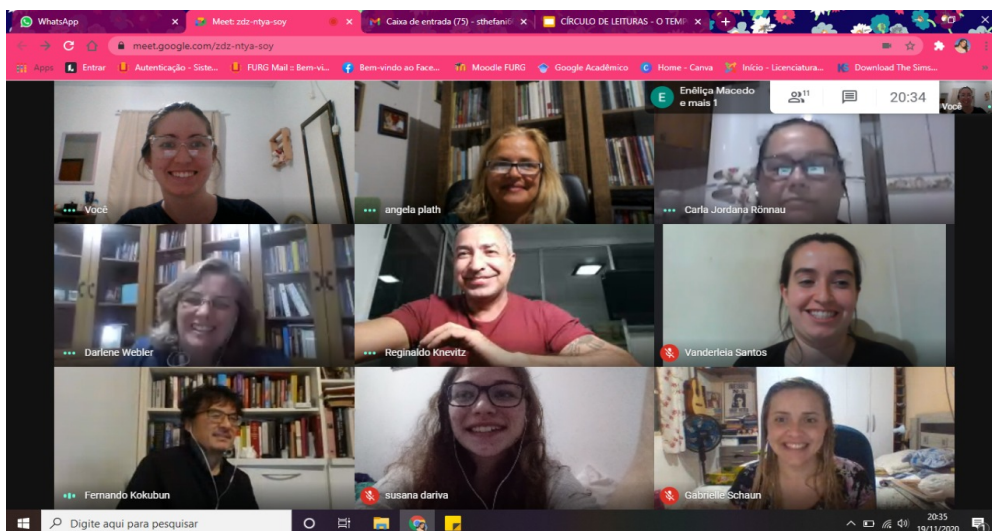 WhatsApp
Meet: zdz-ntya-soy
Caixa de entrada (75) - sthefani6
CÍRCULO DE LEITURAS - O TEMP
meet.google.com/zdz-ntya-soy
Apps
Entrar
Autenticação - Siste...
FURG Mail :: Bem-vi...
Bem-vindo ao Face...
Moodle FURG
Google Acadêmico
Home - Canva
Início - Licenciatura...
Download The Sims...
E
Enêliça Macedo
e mais 1
11
20:34
Você
Você
angela plath
Carla Jordana Rönnau
Darlene Webler
Reginaldo Knevitz
Vanderleia Santos
Fernando Kokubun
susana dariva
Gabrielle Schaun
Digite aqui para pesquisar
20:35
19/11/2020